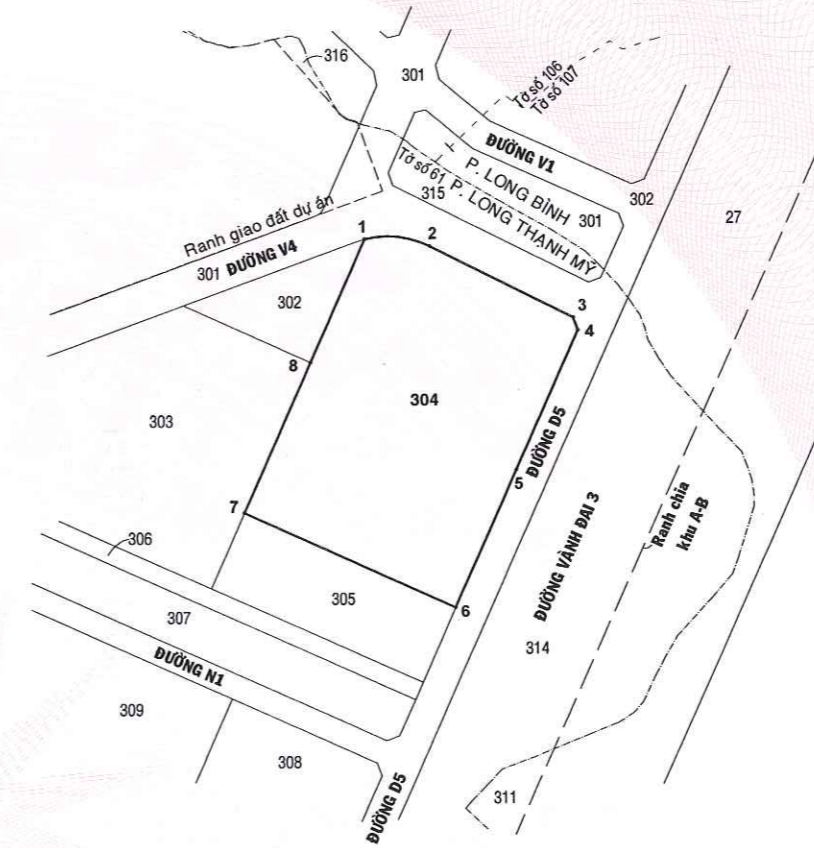 316
301
Tờ số 106
Tờ số 107
ĐƯỜNG V1
P. LONG BÌNH
301
302
Tờ số 61
P. LONG THẠNH MỸ
315
27
Ranh giao đất dự án
301
ĐƯỜNG V4
1
2
3
4
302
8
304
303
5
ĐƯỜNG D5
7
306
305
6
ĐƯỜNG VÀNH ĐAI 3
Ranh chia
khu A-B
307
ĐƯỜNG N1
314
309
308
311
ĐƯỜNG D5